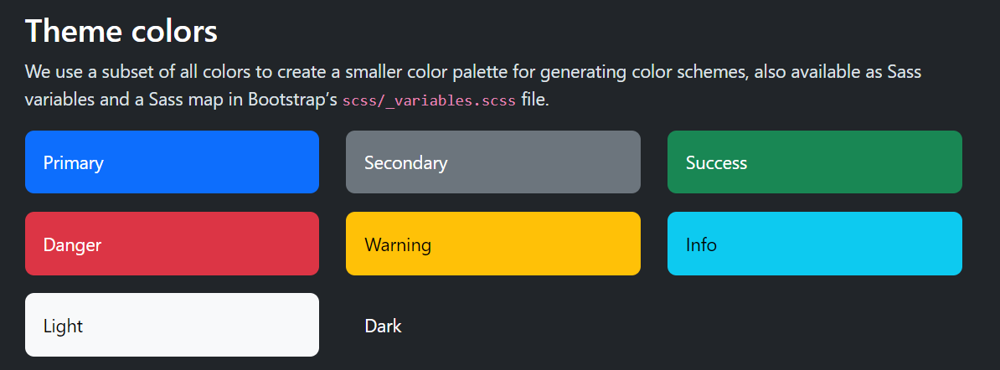 Theme colors
We use a subset of all colors to create a smaller color palette for generating color schemes, also available as Sass
variables and a Sass map in Bootstrap’s scss/_variables.scss file.
Primary
Secondary
Success
Danger
Warning
Info
Light
Dark